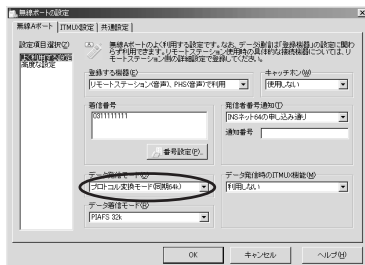 無線ポートの設定
無線Aポート
ITMUX設定
共通設定
設定項目選択(Z)
よく利用する設定
高度な設定
無線Aポートのよく利用する設定です。なお、データ通信は「登録機器」の設定に関わ
らず利用できます。リモートステーション使用時の具体的な接続機器については、リ
モートステーション側の詳細設定で登録してください。
登録する機器(E)
リモートステーション(音声)、PHS(音声)で利用
キャッチホン(W)
使用しない
着信番号
0311111111
番号設定(P)...
発信者番号通知(T)
INSネット64の申し込み通り
通知番号
データ発信モード(D)
プロトコル変換モード(同期64k)
データ発信時のITMUX機能(M)
利用しない
データ着信モード(R)
PIAFS 32k
OK
キャンセル
ヘルプ(H)